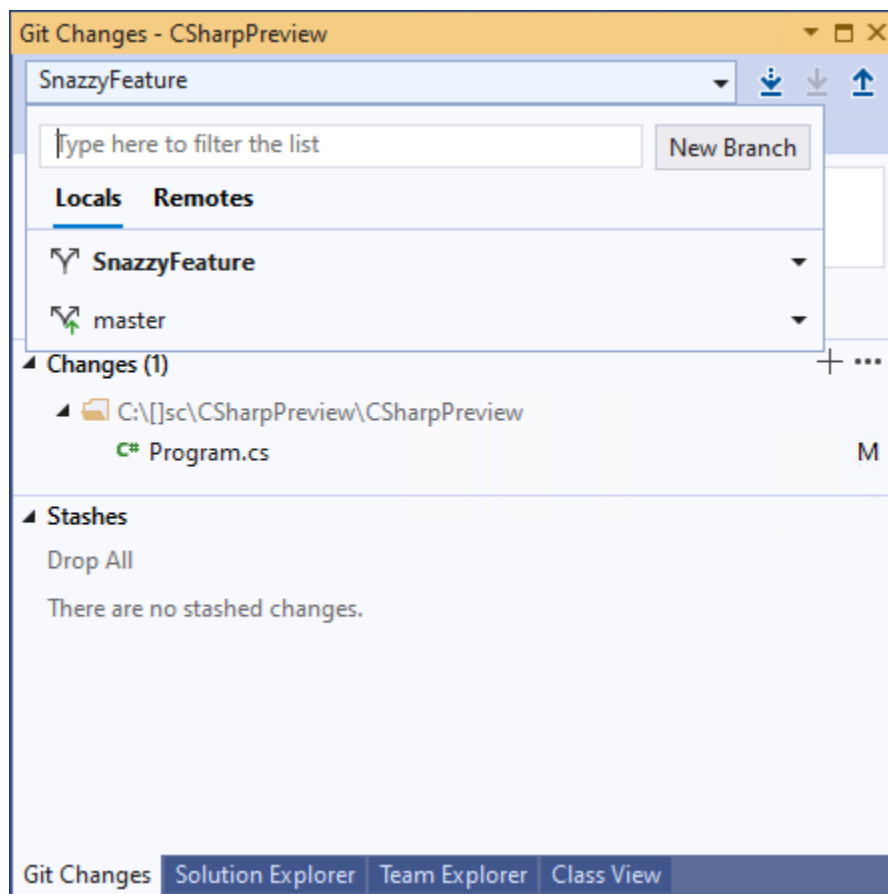 Git Changes - CSharpPreview
SnazzyFeature
Type here to filter the list
New Branch
Locals Remotes
SnazzyFeature
master
Changes (1)
C:\[]sc\CSharpPreview\CSharpPreview
C# Program.cs M
Stashes
Drop All
There are no stashed changes.
Git Changes Solution Explorer Team Explorer Class View